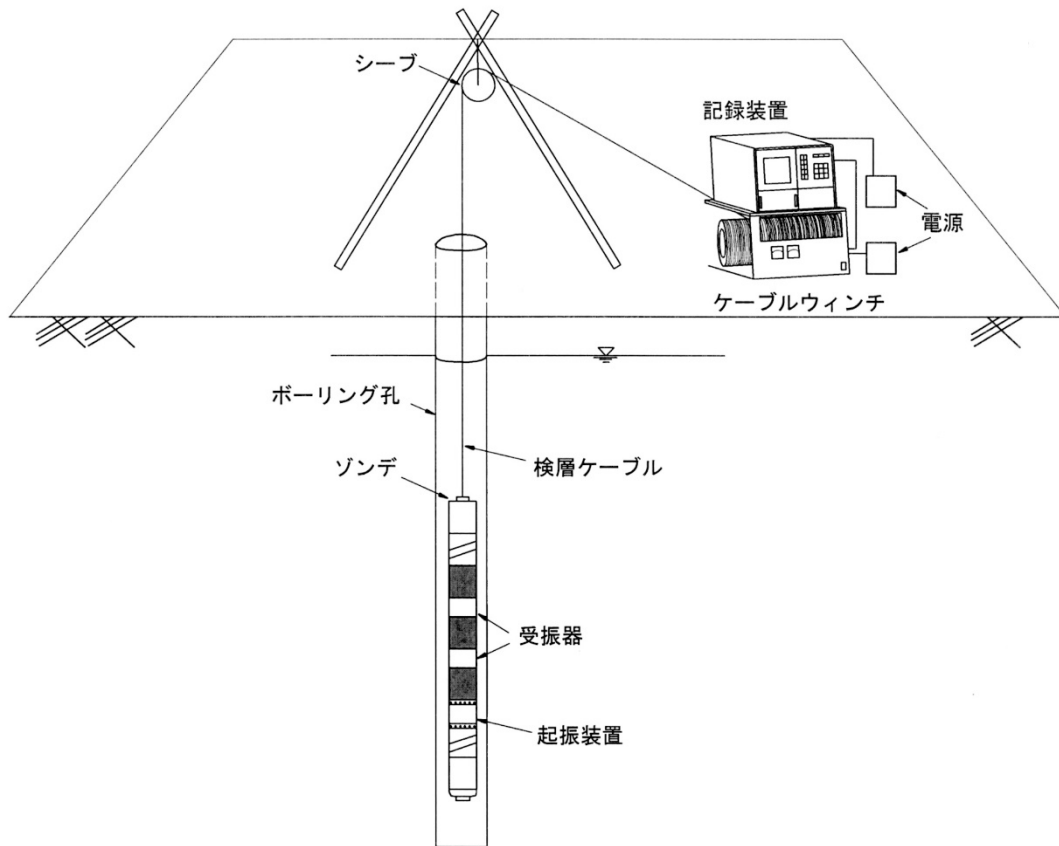 シーブ
記録装置
電源
ケーブルウィンチ
ボーリング孔
ゾンデ
検層ケーブル
受振器
起振装置